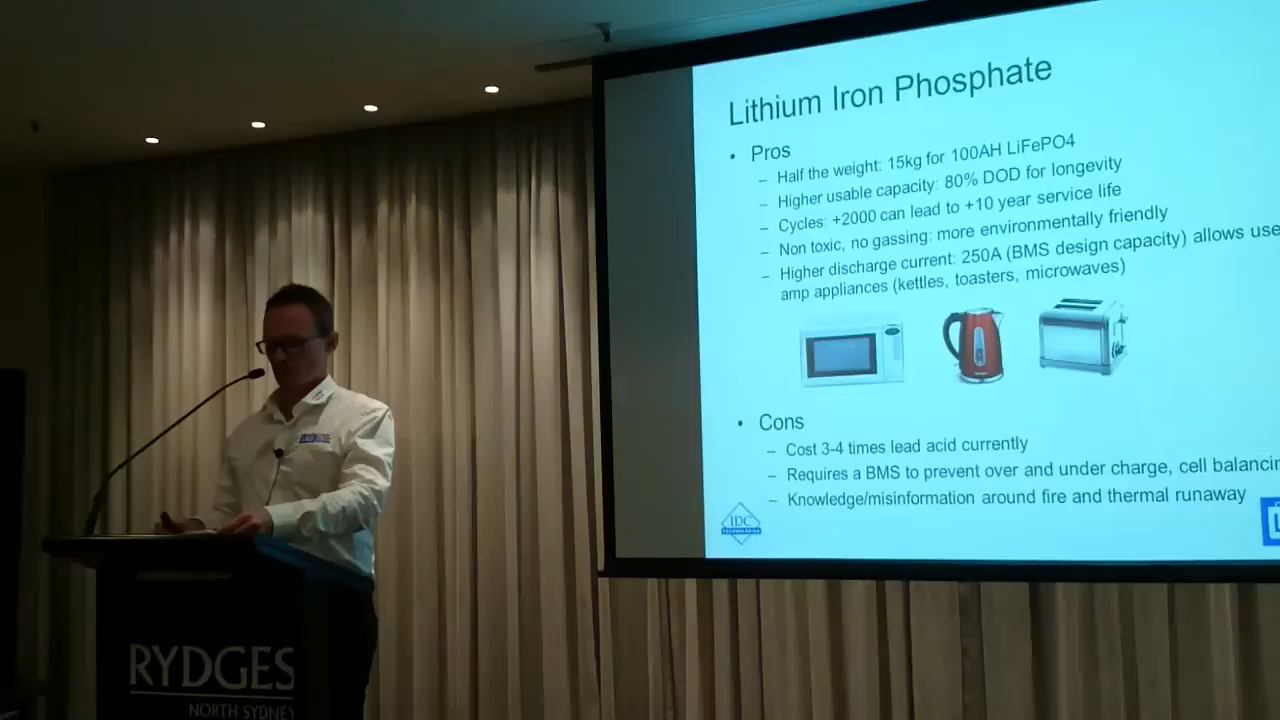 Lithium Iron Phosphate
• Pros
– Half the weight: 15kg for 100AH LiFePO4
– Higher usable capacity: 80% DOD for longevity
– Cycles: +2000 can lead to +10 year service life
– Non toxic, no gassing: more environmentally friendly
– Higher discharge current: 250A (BMS design capacity) allows use
amp appliances (kettles, toasters, microwaves)
• Cons
– Cost 3-4 times lead acid currently
– Requires a BMS to prevent over and under charge, cell balancin
– Knowledge/misinformation around fire and thermal runaway
IDC
TECHNOLOGIES
RYDGES
NORTH SYDNEY